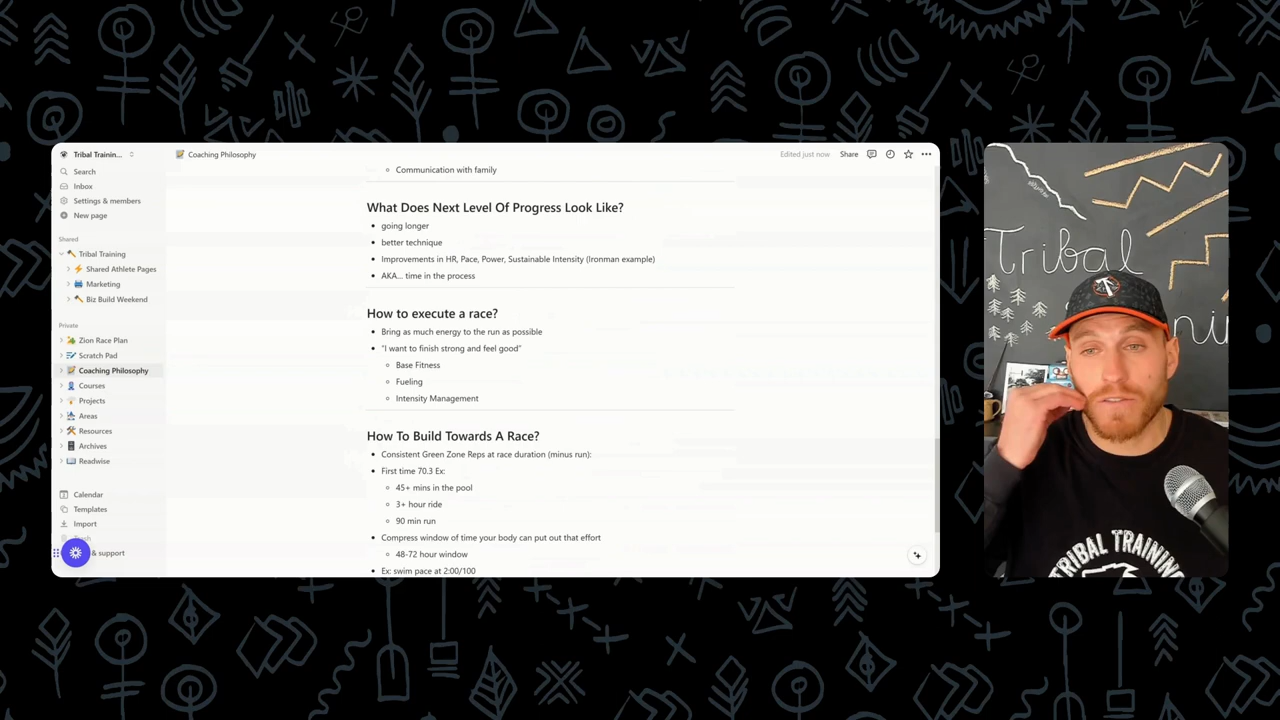 Tribal Trainin...
Search
Inbox
Settings & members
New page
Shared
Tribal Training
Shared Athlete Pages
Marketing
Biz Build Weekend
Private
Zion Race Plan
Scratch Pad
Coaching Philosophy
Courses
Projects
Areas
Resources
Archives
Readwise
Calendar
Templates
Import
& support
Coaching Philosophy
Edited just now
Share
Communication with family
What Does Next Level Of Progress Look Like?
going longer
better technique
Improvements in HR, Pace, Power, Sustainable Intensity (Ironman example)
AKA... time in the process
How to execute a race?
Bring as much energy to the run as possible
"I want to finish strong and feel good"
Base Fitness
Fueling
Intensity Management
How To Build Towards A Race?
Consistent Green Zone Reps at race duration (minus run):
First time 70.3 Ex:
45+ mins in the pool
3+ hour ride
90 min run
Compress window of time your body can put out that effort
48-72 hour window
Ex: swim pace at 2:00/100
Tribal
TRIBAL TRAINING